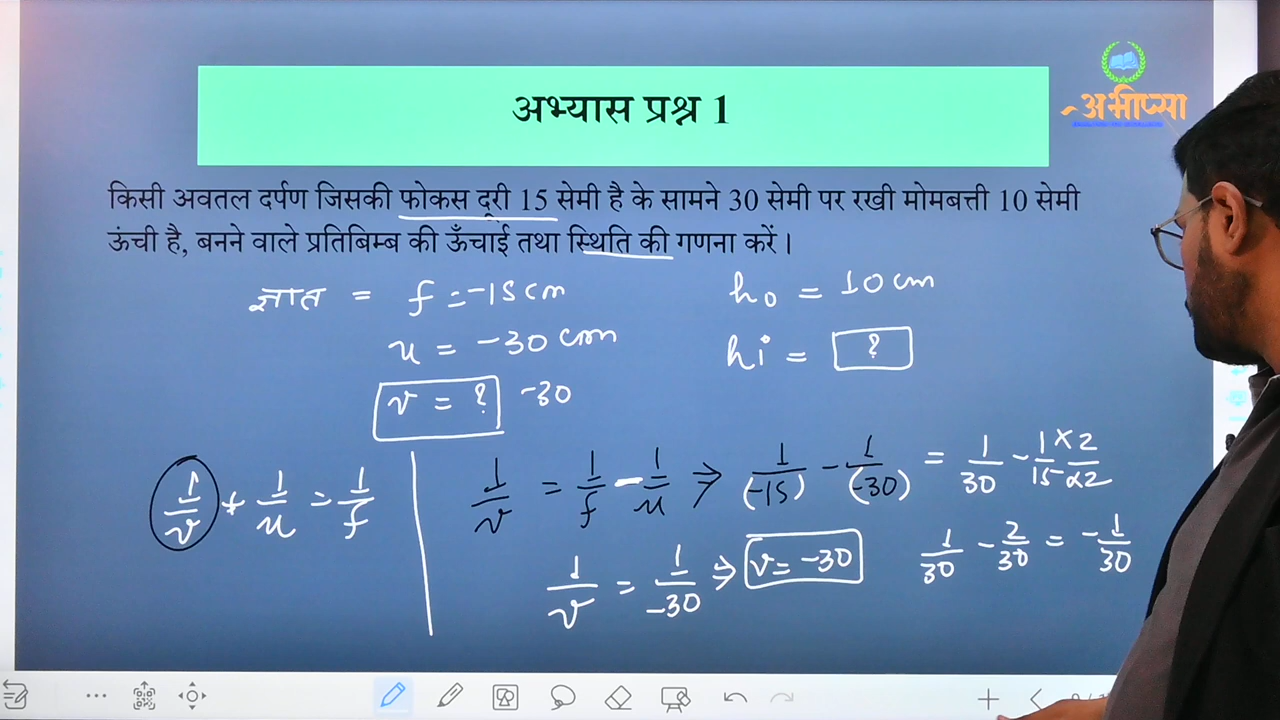 अभ्यास प्रश्न 1
अभीप्सा
किसी अवतल दर्पण जिसकी फोकस दूरी 15 सेमी है के सामने 30 सेमी पर रखी मोमबत्ती 10 सेमी
ऊंची है, बनने वाले प्रतिबिम्ब की ऊँचाई तथा स्थिति की गणना करें।
ज्ञात = f = -15 cm
h₀ = 10 cm
u = -30 cm
hi = ?
v = ? -30
1/v + 1/u = 1/f
1/v = 1/f - 1/u ⇒ 1/(-15) - 1/(-30) = 1/30 - 1×2/15×2
1/30 - 2/30 = -1/30
1/v = 1/-30 ⇒ v = -30